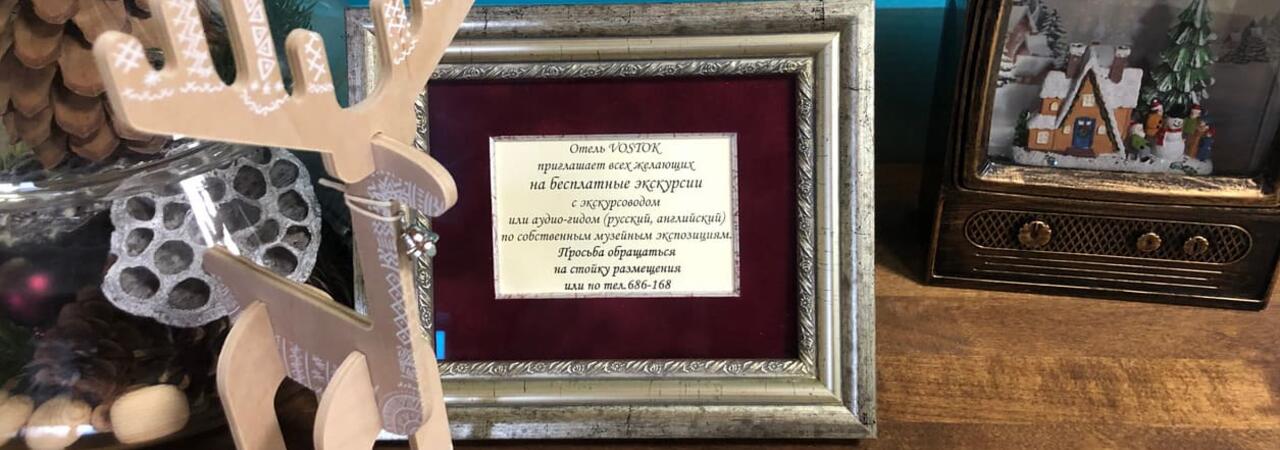 Отель VOSTOK
приглашает всех желающих
на бесплатные экскурсии
с экскурсоводом
или аудио-гидом (русский, английский)
по собственным музейным экспозициям.
Просьба обращаться
на стойку размещения
или по тел.686-168